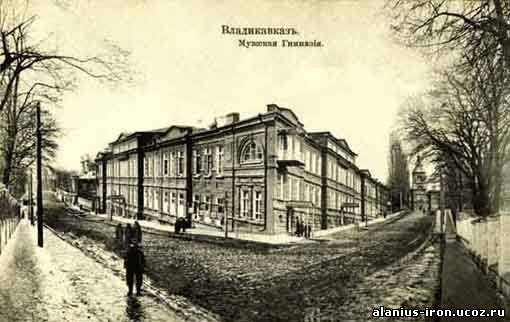 Владикавказъ.
Мужская Гимназія.
alanius-iron.ucoz.ru